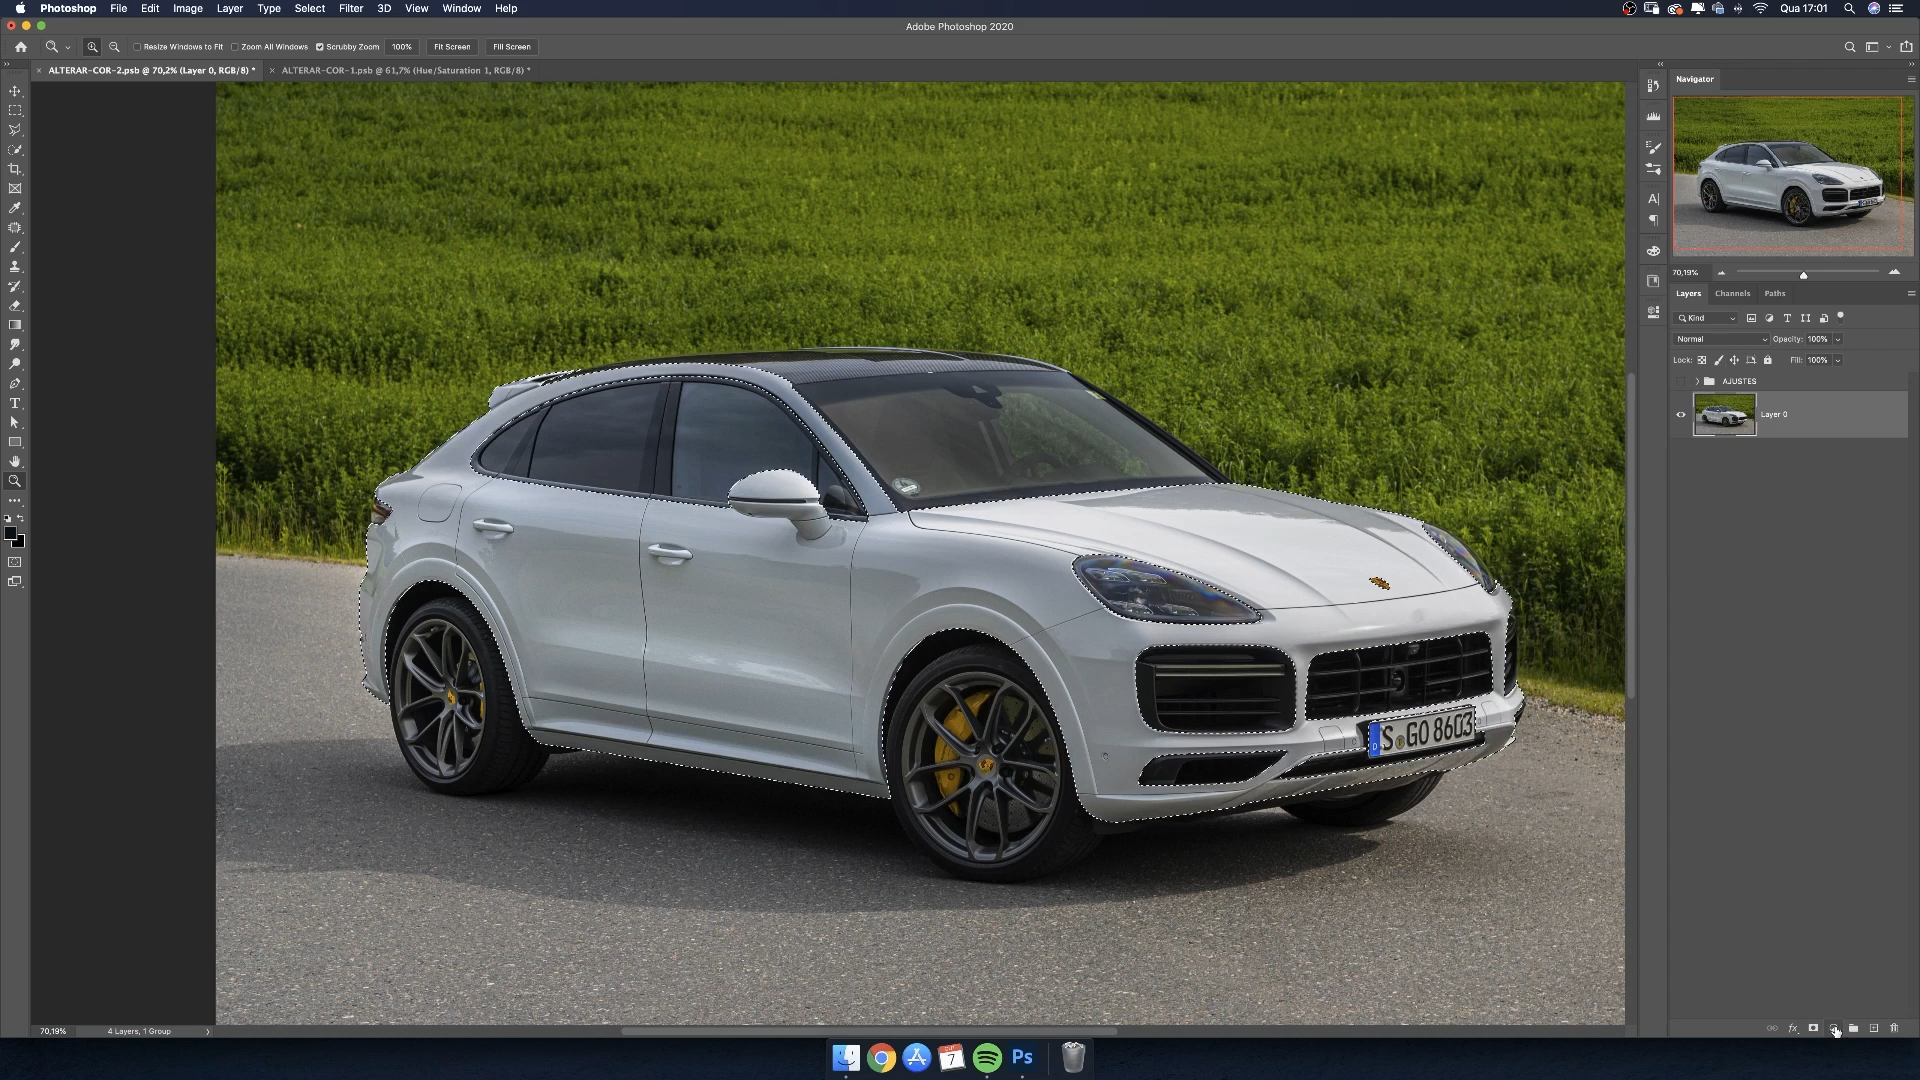 Photoshop File Edit Image Layer Type Select Filter 3D View Window Help Qua 17:01
Adobe Photoshop 2020
Resize Windows to Fit Zoom All Windows Scrubby Zoom 100% Fit Screen Fill Screen
ALTERAR-COR-2.psb @ 70,2% (Layer 0, RGB/8) * ALTERAR-COR-1.psb @ 61,7% (Hue/Saturation 1, RGB/8) *
Navigator
70,19%
Layers Channels Paths
Kind
Normal Opacity: 100%
Lock: Fill: 100%
AJUSTES
Layer 0
S GO 8603
D
70,19% 4 Layers, 1 Group
7
Ps